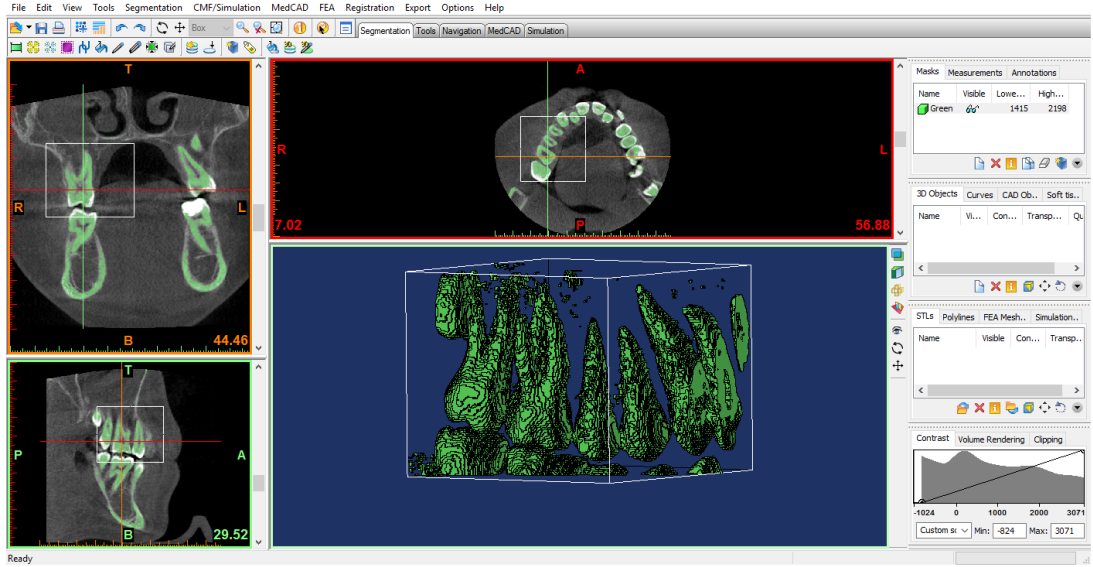 File Edit View Tools Segmentation CMF/Simulation MedCAD FEA Registration Export Options Help
Box Segmentation Tools Navigation MedCAD Simulation
T
R
L
B
44.46
A
R
L
7.02
P
56.88
T
P
A
B
29.52
Masks Measurements Annotations
Name Visible Lowe... High...
Green 1415 2198
3D Objects Curves CAD Ob.. Soft tis..
Name Vi... Con... Transp... Qu
STLs Polylines FEA Mesh.. Simulation..
Name Visible Con... Transp..
Contrast Volume Rendering Clipping
-1024 0 1000 2000 3071
Custom sc Min: -824 Max: 3071
Ready